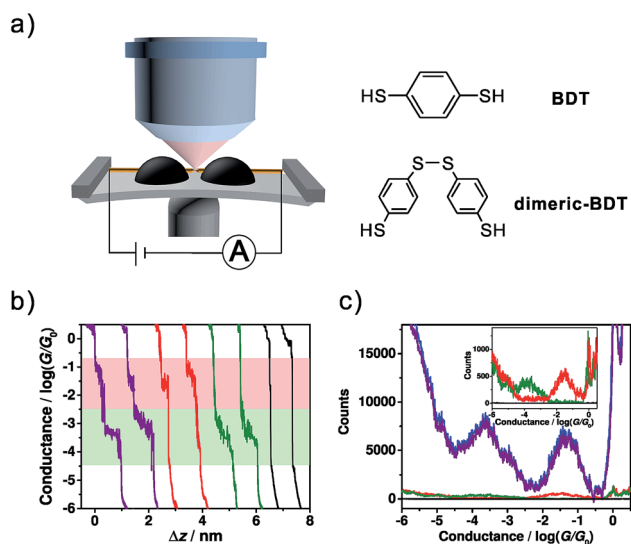 a)
A
HS
SH
BDT
S
S
HS
SH
dimeric-BDT
b)
Conductance / log(G/G0)
0
-1
-2
-3
-4
-5
-6
0 2 4 6 8
Δz / nm
c)
Counts
15000
10000
5000
0
-6 -5 -4 -3 -2 -1 0
Conductance / log(G/G0)
Counts
1000
500
0
-6 -5 -4 -3 -2 -1 0
Conductance / log(G/G0)